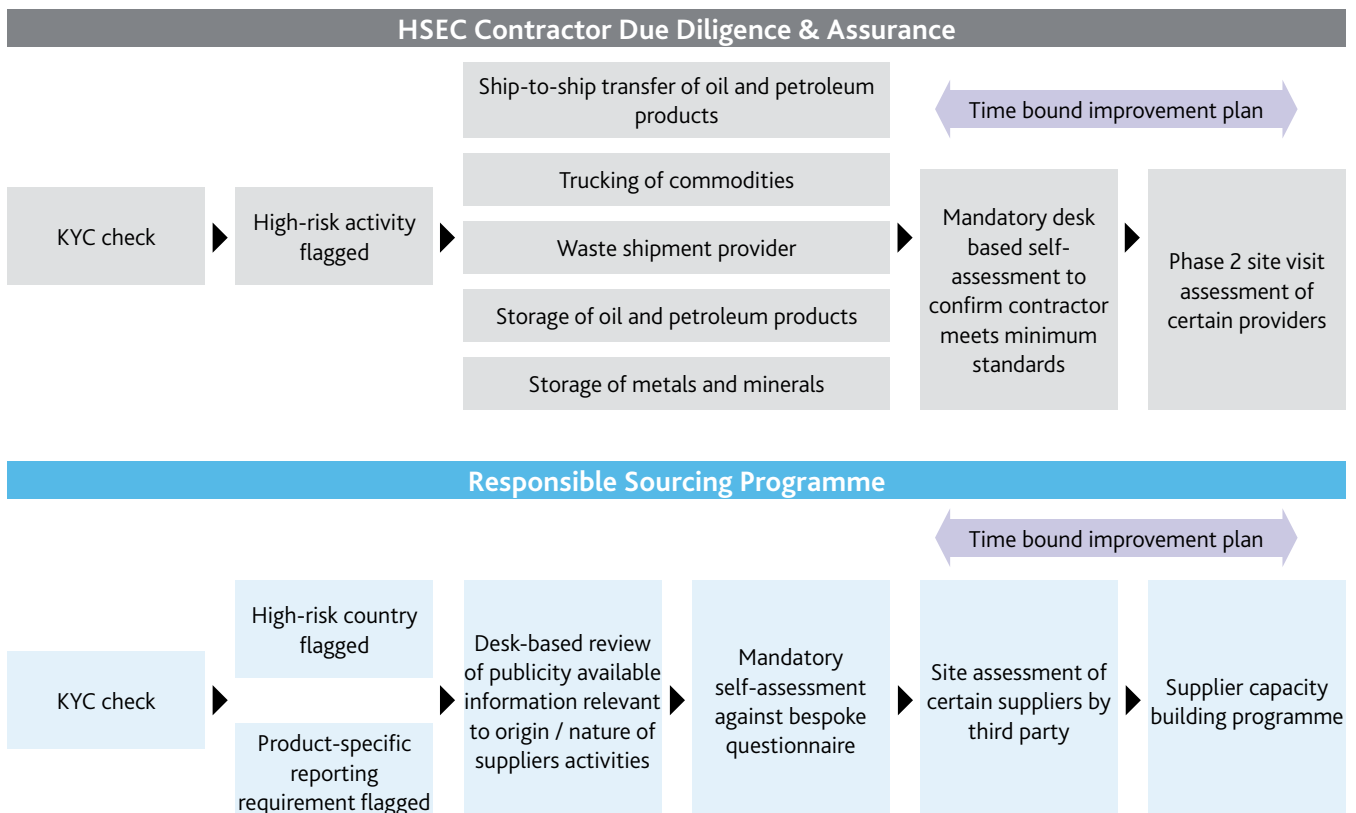 HSEC Contractor Due Diligence & Assurance
KYC check
High-risk activity
flagged
Ship-to-ship transfer of oil and petroleum
products
Trucking of commodities
Waste shipment provider
Storage of oil and petroleum products
Storage of metals and minerals
Time bound improvement plan
Mandatory desk
based self-
assessment to
confirm contractor
meets minimum
standards
Phase 2 site visit
assessment of
certain providers
Responsible Sourcing Programme
KYC check
High-risk country
flagged
Product-specific
reporting
requirement flagged
Desk-based review
of publicity available
information relevant
to origin / nature of
suppliers activities
Mandatory
self-assessment
against bespoke
questionnaire
Time bound improvement plan
Site assessment of
certain suppliers by
third party
Supplier capacity
building programme